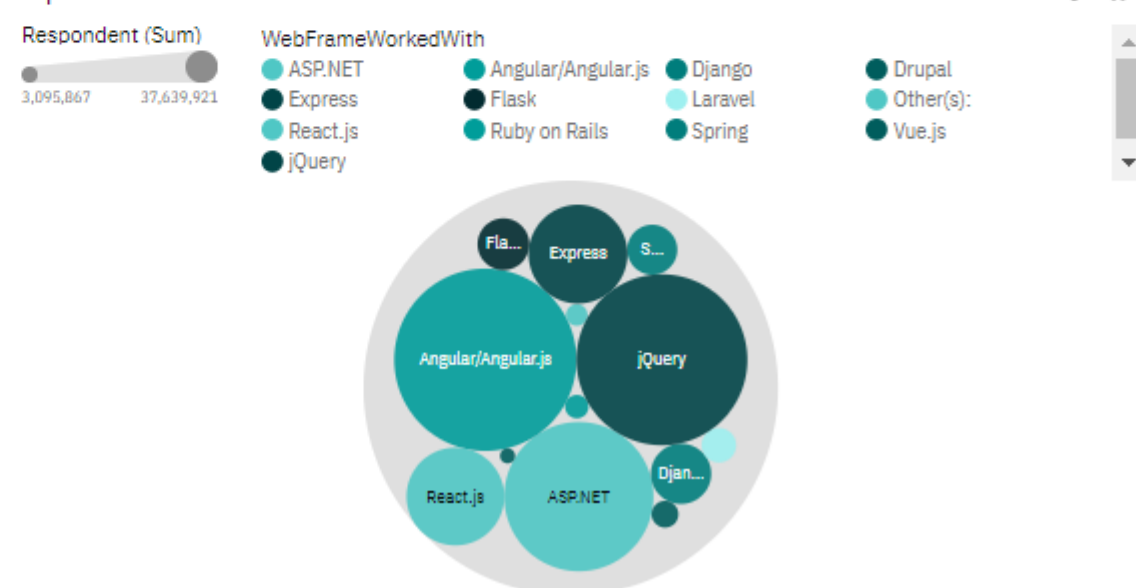 Respondent (Sum)
3,095,867 37,639,921
WebFrameWorkedWith
ASP.NET Angular/Angular.js Django Drupal
Express Flask Laravel Other(s):
React.js Ruby on Rails Spring Vue.js
jQuery
Fla... Express S...
Angular/Angular.js jQuery
Djan...
React.js ASP.NET